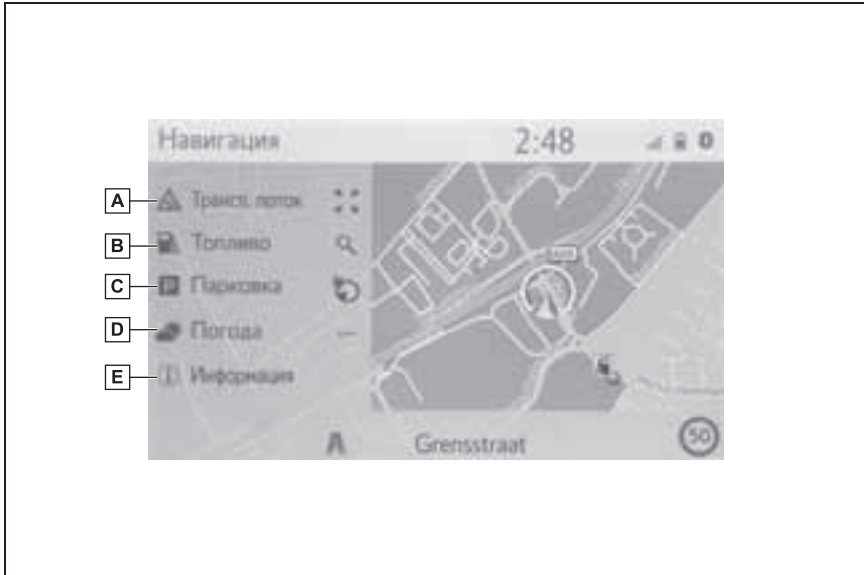 Навигация 2:48
A Трансп. поток
B Топливо
C Парковка
D Погода
E Информация
Grensstraat 50